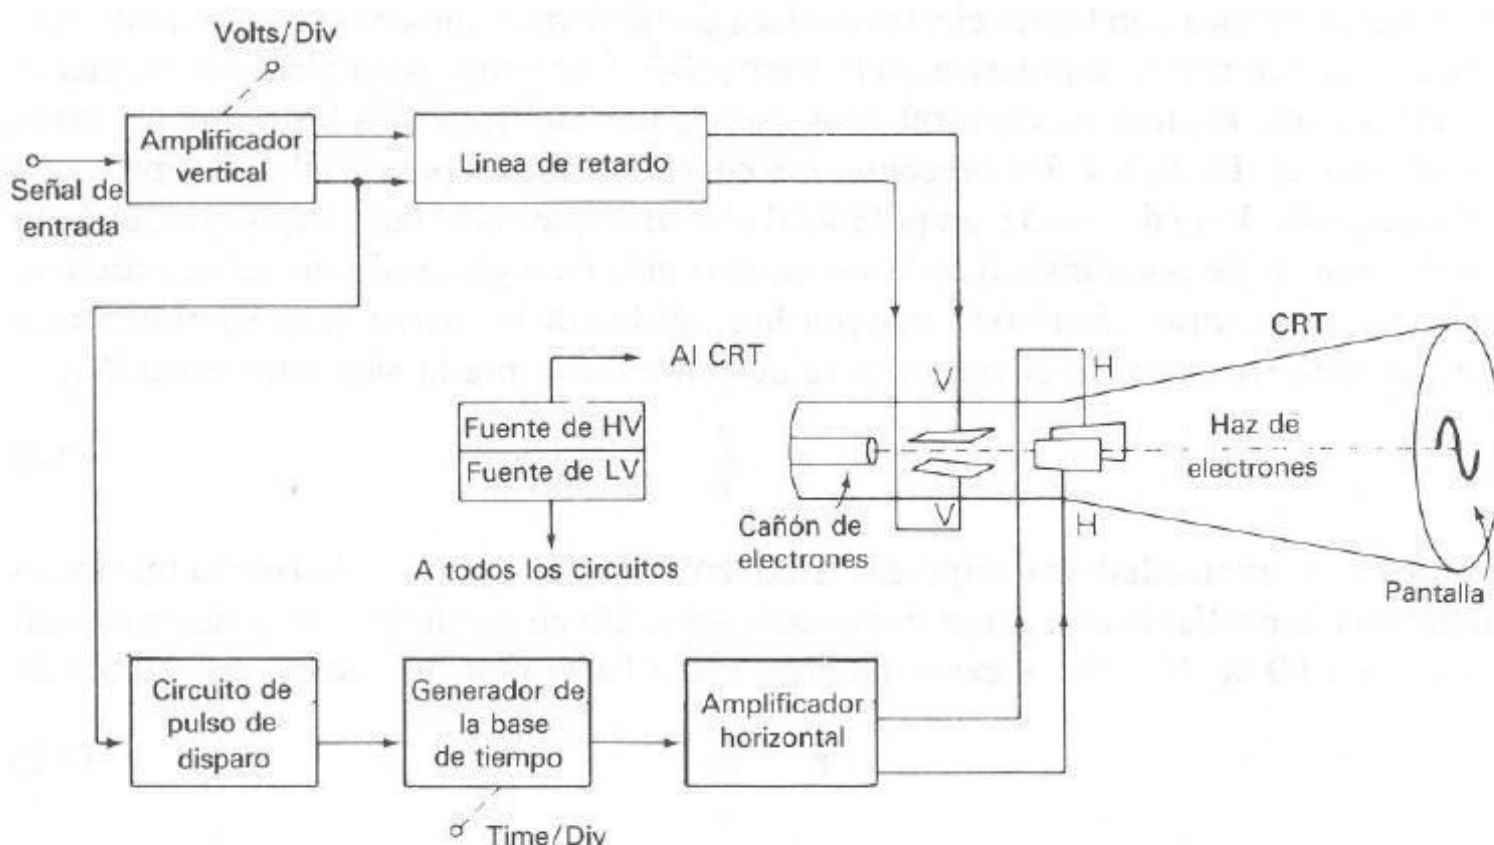 Volts/Div
Amplificador
vertical
Linea de retardo
Señal de
entrada
CRT
Al CRT
H
V
Fuente de HV
Fuente de LV
Haz de
electrones
Cañón de
electrones
V
H
A todos los circuitos
Pantalla
Circuito de
pulso de
disparo
Generador de
la base
de tiempo
Amplificador
horizontal
Time/Div